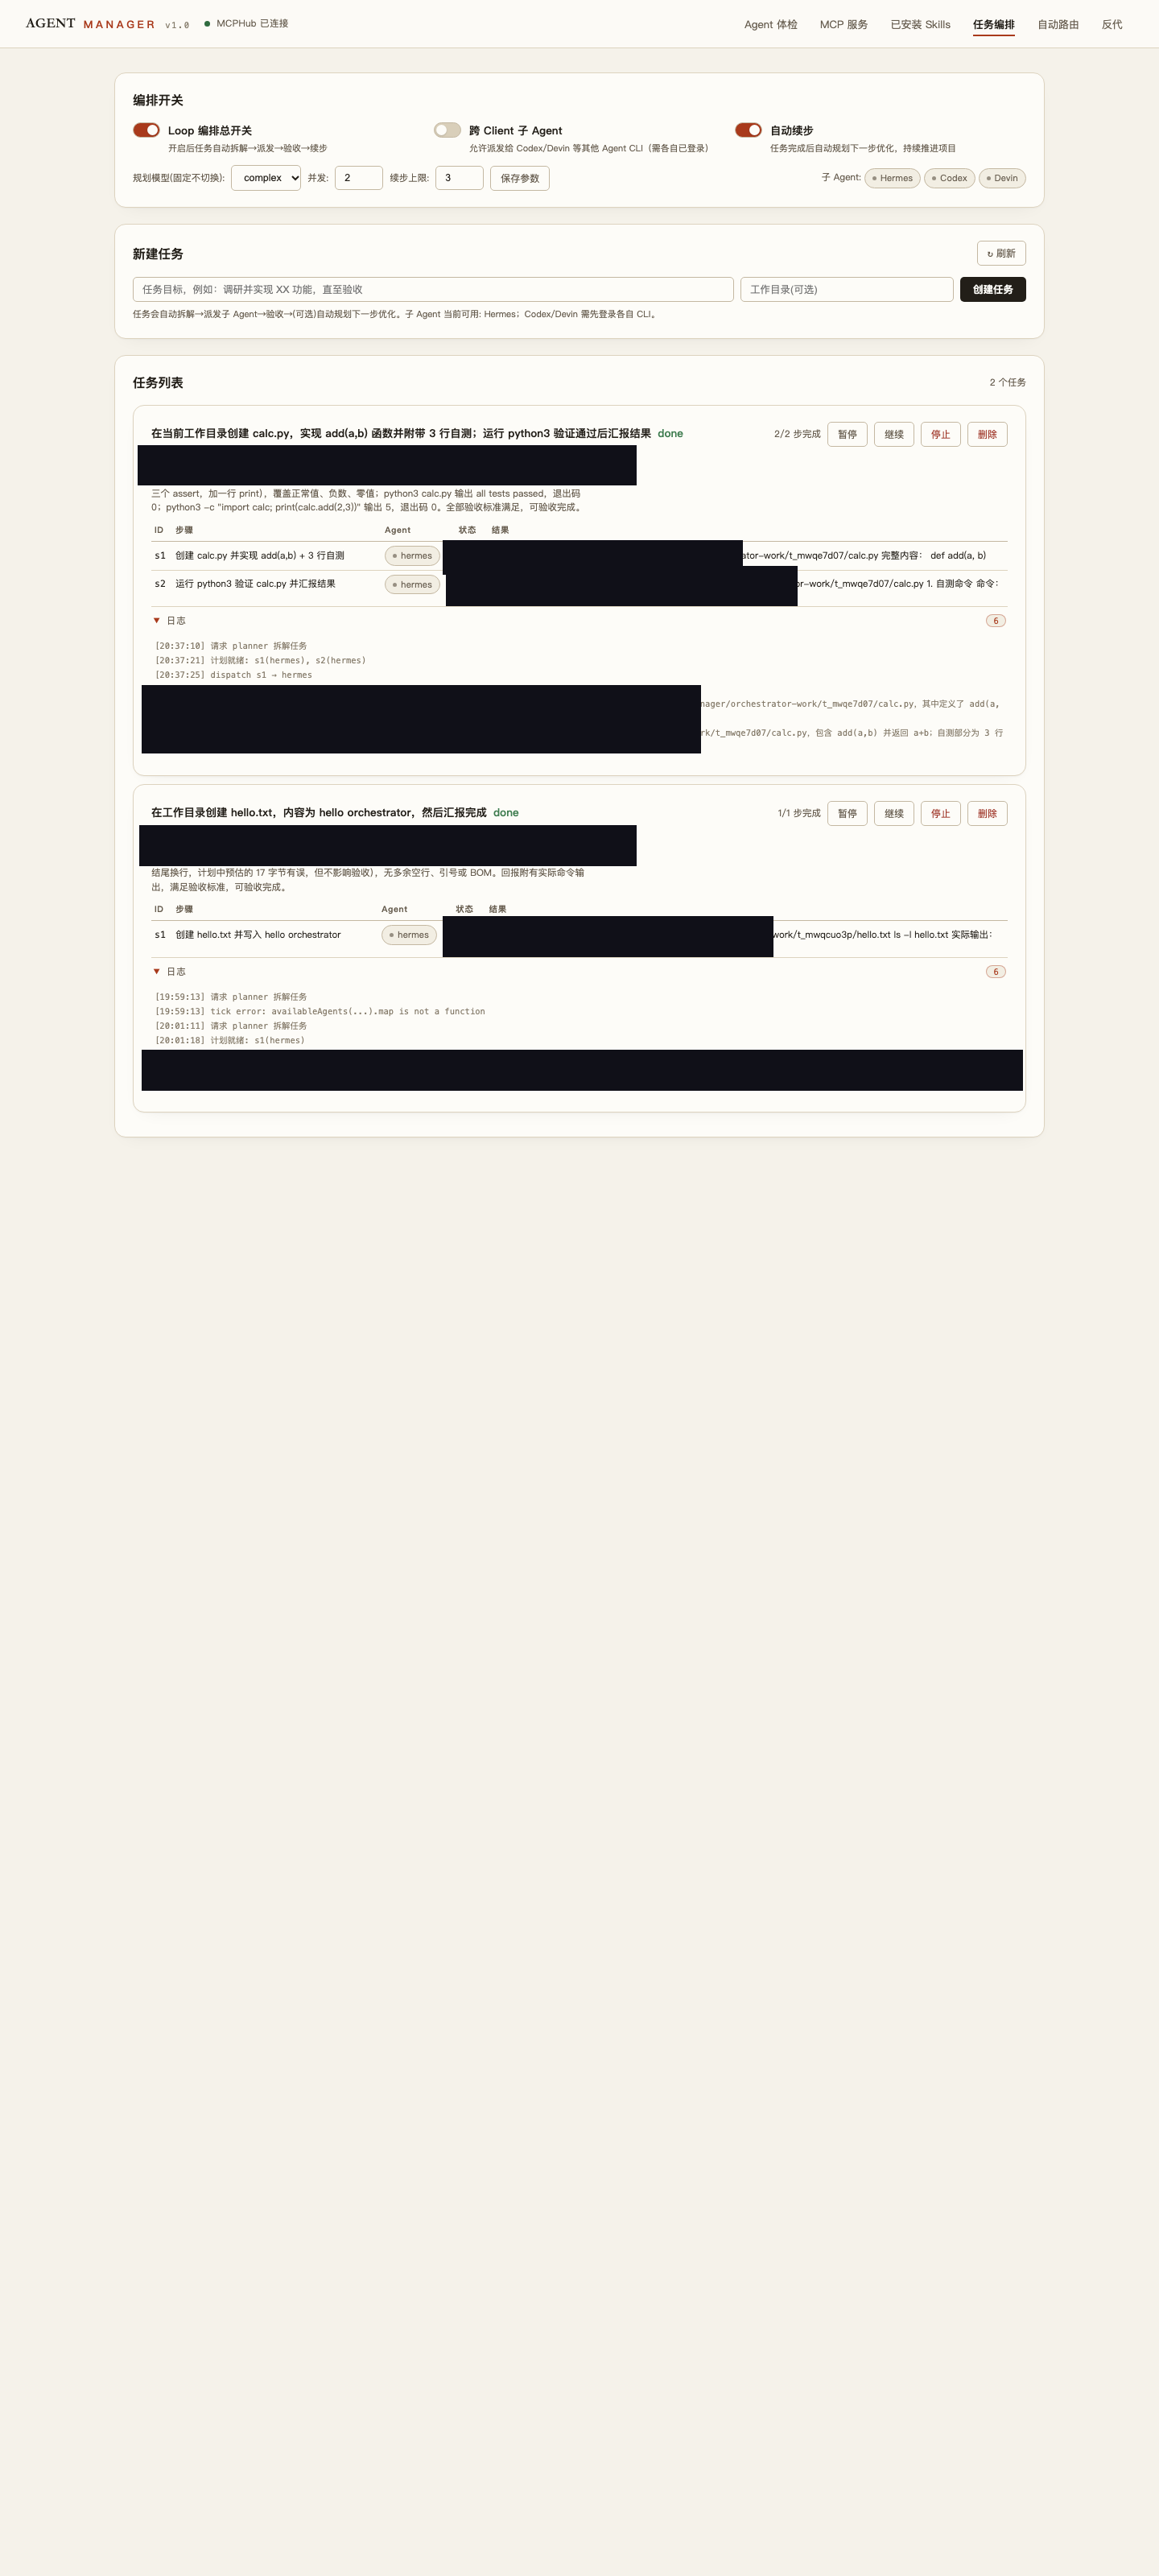 AGENT MANAGER v1.0 MCPHub 已连接 Agent 体检 MCP 服务 已安装 Skills 任务编排 自动路由 反代
编排开关
Loop 编排总开关 跨 Client 子 Agent 自动续步
开启后任务自动拆解→派发→验收→续步 允许派发给 Codex/Devin 等其他 Agent CLI（需各自已登录） 任务完成后自动规划下一步优化，持续推进项目
规划模型(固定不切换): complex 并发: 2 续步上限: 3 保存参数 子 Agent: Hermes Codex Devin
新建任务 ↻ 刷新
任务目标，例如：调研并实现 XX 功能，直至验收 工作目录(可选) 创建任务
任务会自动拆解→派发子 Agent→验收→(可选)自动规划下一步优化。子 Agent 当前可用: Hermes；Codex/Devin 需先登录各自 CLI。
任务列表 2 个任务
在当前工作目录创建 calc.py，实现 add(a,b) 函数并附带 3 行自测；运行 python3 验证通过后汇报结果 done 2/2 步完成 暂停 继续 停止 删除
三个 assert，加一行 print），覆盖正常值、负数、零值；python3 calc.py 输出 all tests passed，退出码
0；python3 -c "import calc; print(calc.add(2,3))" 输出 5，退出码 0。全部验收标准满足，可验收完成。
ID 步骤 Agent 状态 结果
s1 创建 calc.py 并实现 add(a,b) + 3 行自测 hermes ator-work/t_mwqe7d07/calc.py 完整内容： def add(a, b)
s2 运行 python3 验证 calc.py 并汇报结果 hermes or-work/t_mwqe7d07/calc.py 1. 自测命令 命令：
▼ 日志 6
[20:37:10] 请求 planner 拆解任务
[20:37:21] 计划就绪: s1(hermes), s2(hermes)
[20:37:25] dispatch s1 → hermes
nager/orchestrator-work/t_mwqe7d07/calc.py，其中定义了 add(a,
rk/t_mwqe7d07/calc.py，包含 add(a,b) 并返回 a+b；自测部分为 3 行
在工作目录创建 hello.txt，内容为 hello orchestrator，然后汇报完成 done 1/1 步完成 暂停 继续 停止 删除
结尾换行，计划中预估的 17 字节有误，但不影响验收），无多余空行、引号或 BOM。回报附有实际命令输
出，满足验收标准，可验收完成。
ID 步骤 Agent 状态 结果
s1 创建 hello.txt 并写入 hello orchestrator hermes work/t_mwqcuo3p/hello.txt ls -l hello.txt 实际输出：
▼ 日志 6
[19:59:13] 请求 planner 拆解任务
[19:59:13] tick error: availableAgents(...).map is not a function
[20:01:11] 请求 planner 拆解任务
[20:01:18] 计划就绪: s1(hermes)